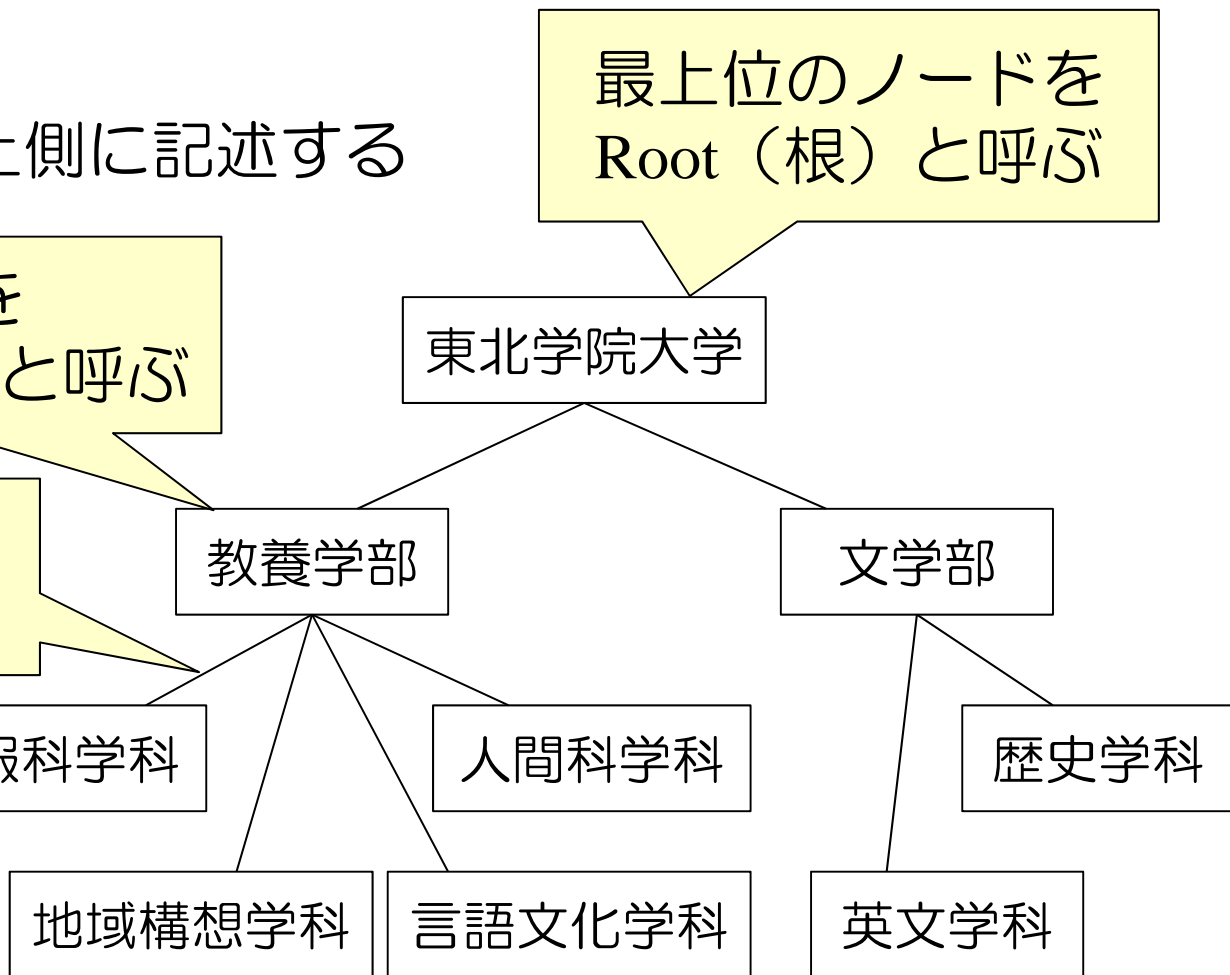 最上位のノードを
Root（根）と呼ぶ
側に記述する
を
と呼ぶ
東北学院大学
教養学部
文学部
報科学科
人間科学科
歴史学科
地域構想学科
言語文化学科
英文学科